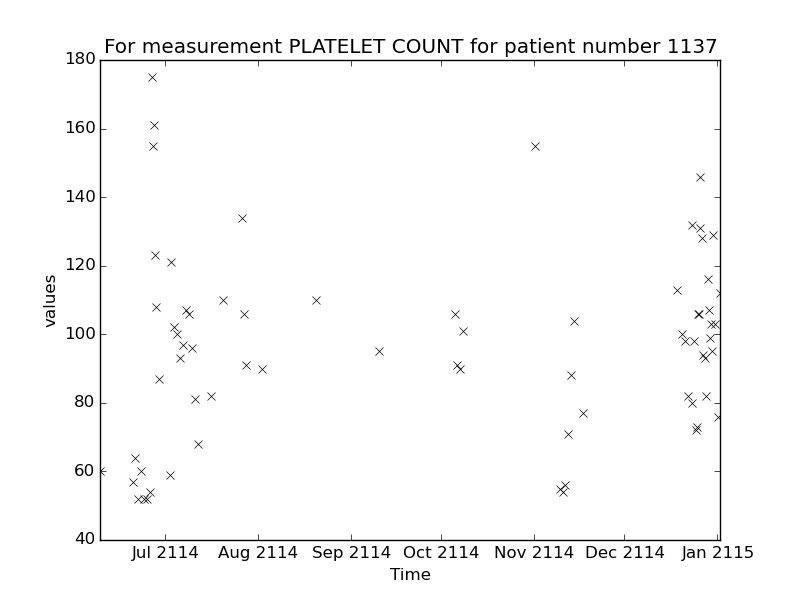 For measurement PLATELET COUNT for patient number 1137
180
160
140
120
100
80
60
40
values
Jul 2114 Aug 2114 Sep 2114 Oct 2114 Nov 2114 Dec 2114 Jan 2115
Time